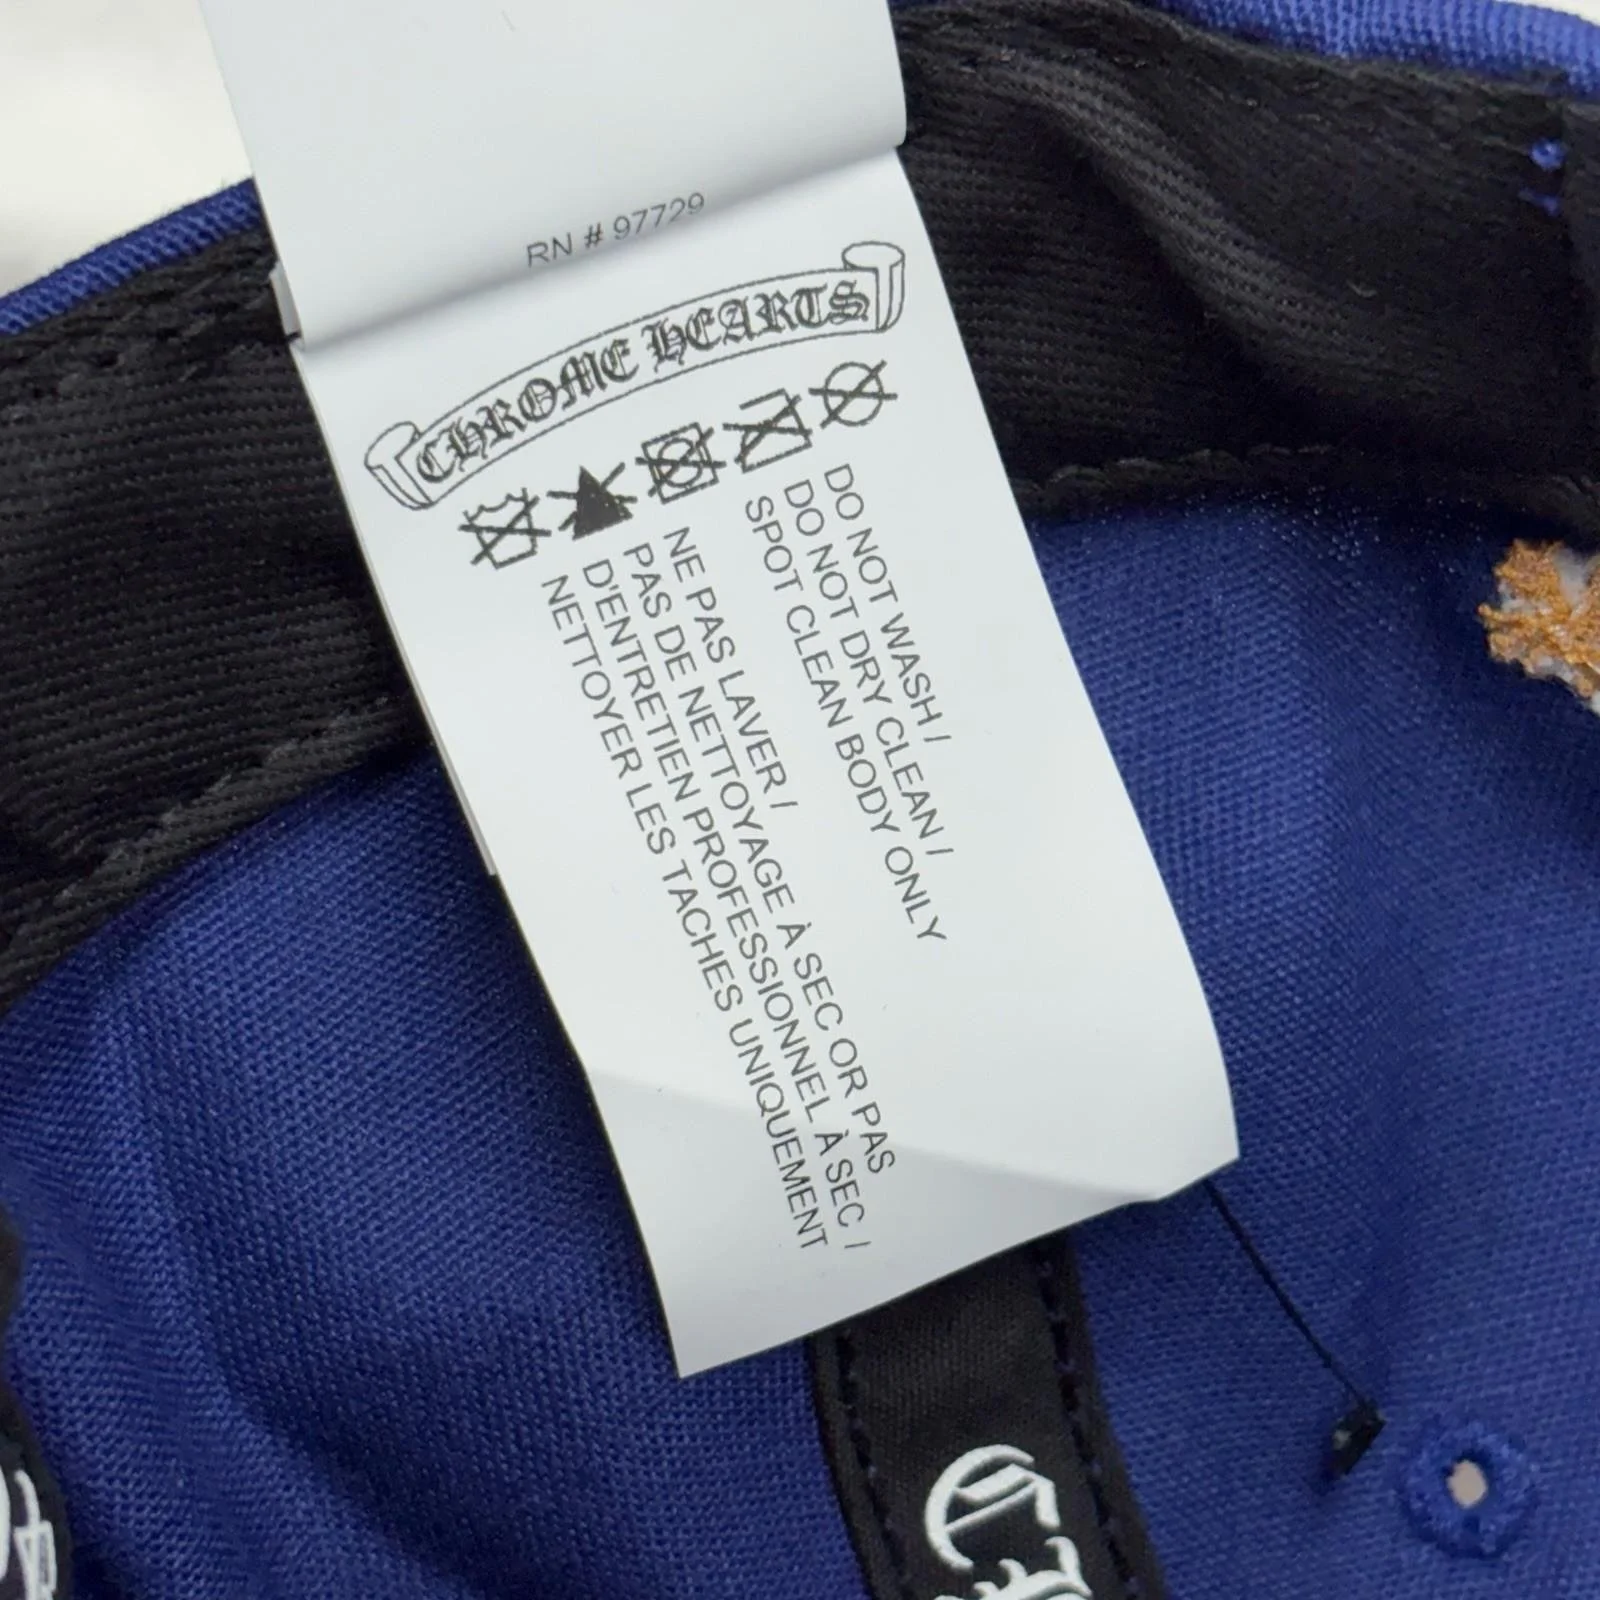 RN # 97729
CHROME HEARTS
DO NOT WASH /
DO NOT DRY CLEAN /
SPOT CLEAN BODY ONLY
NE PAS LAVER /
PAS DE NETTOYAGE À SEC OR PAS
D'ENTRETIEN PROFESSIONNEL À SEC /
NETTOYER LES TACHES UNIQUEMENT